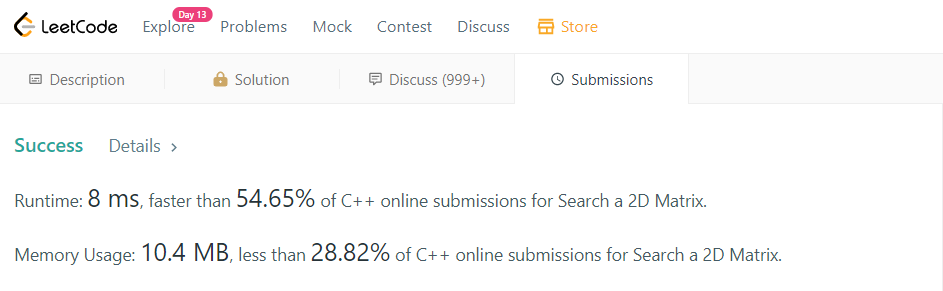 Day 13
LeetCode Explore Problems Mock Contest Discuss Store
Description Solution Discuss (999+) Submissions
Success Details >
Runtime: 8 ms, faster than 54.65% of C++ online submissions for Search a 2D Matrix.
Memory Usage: 10.4 MB, less than 28.82% of C++ online submissions for Search a 2D Matrix.